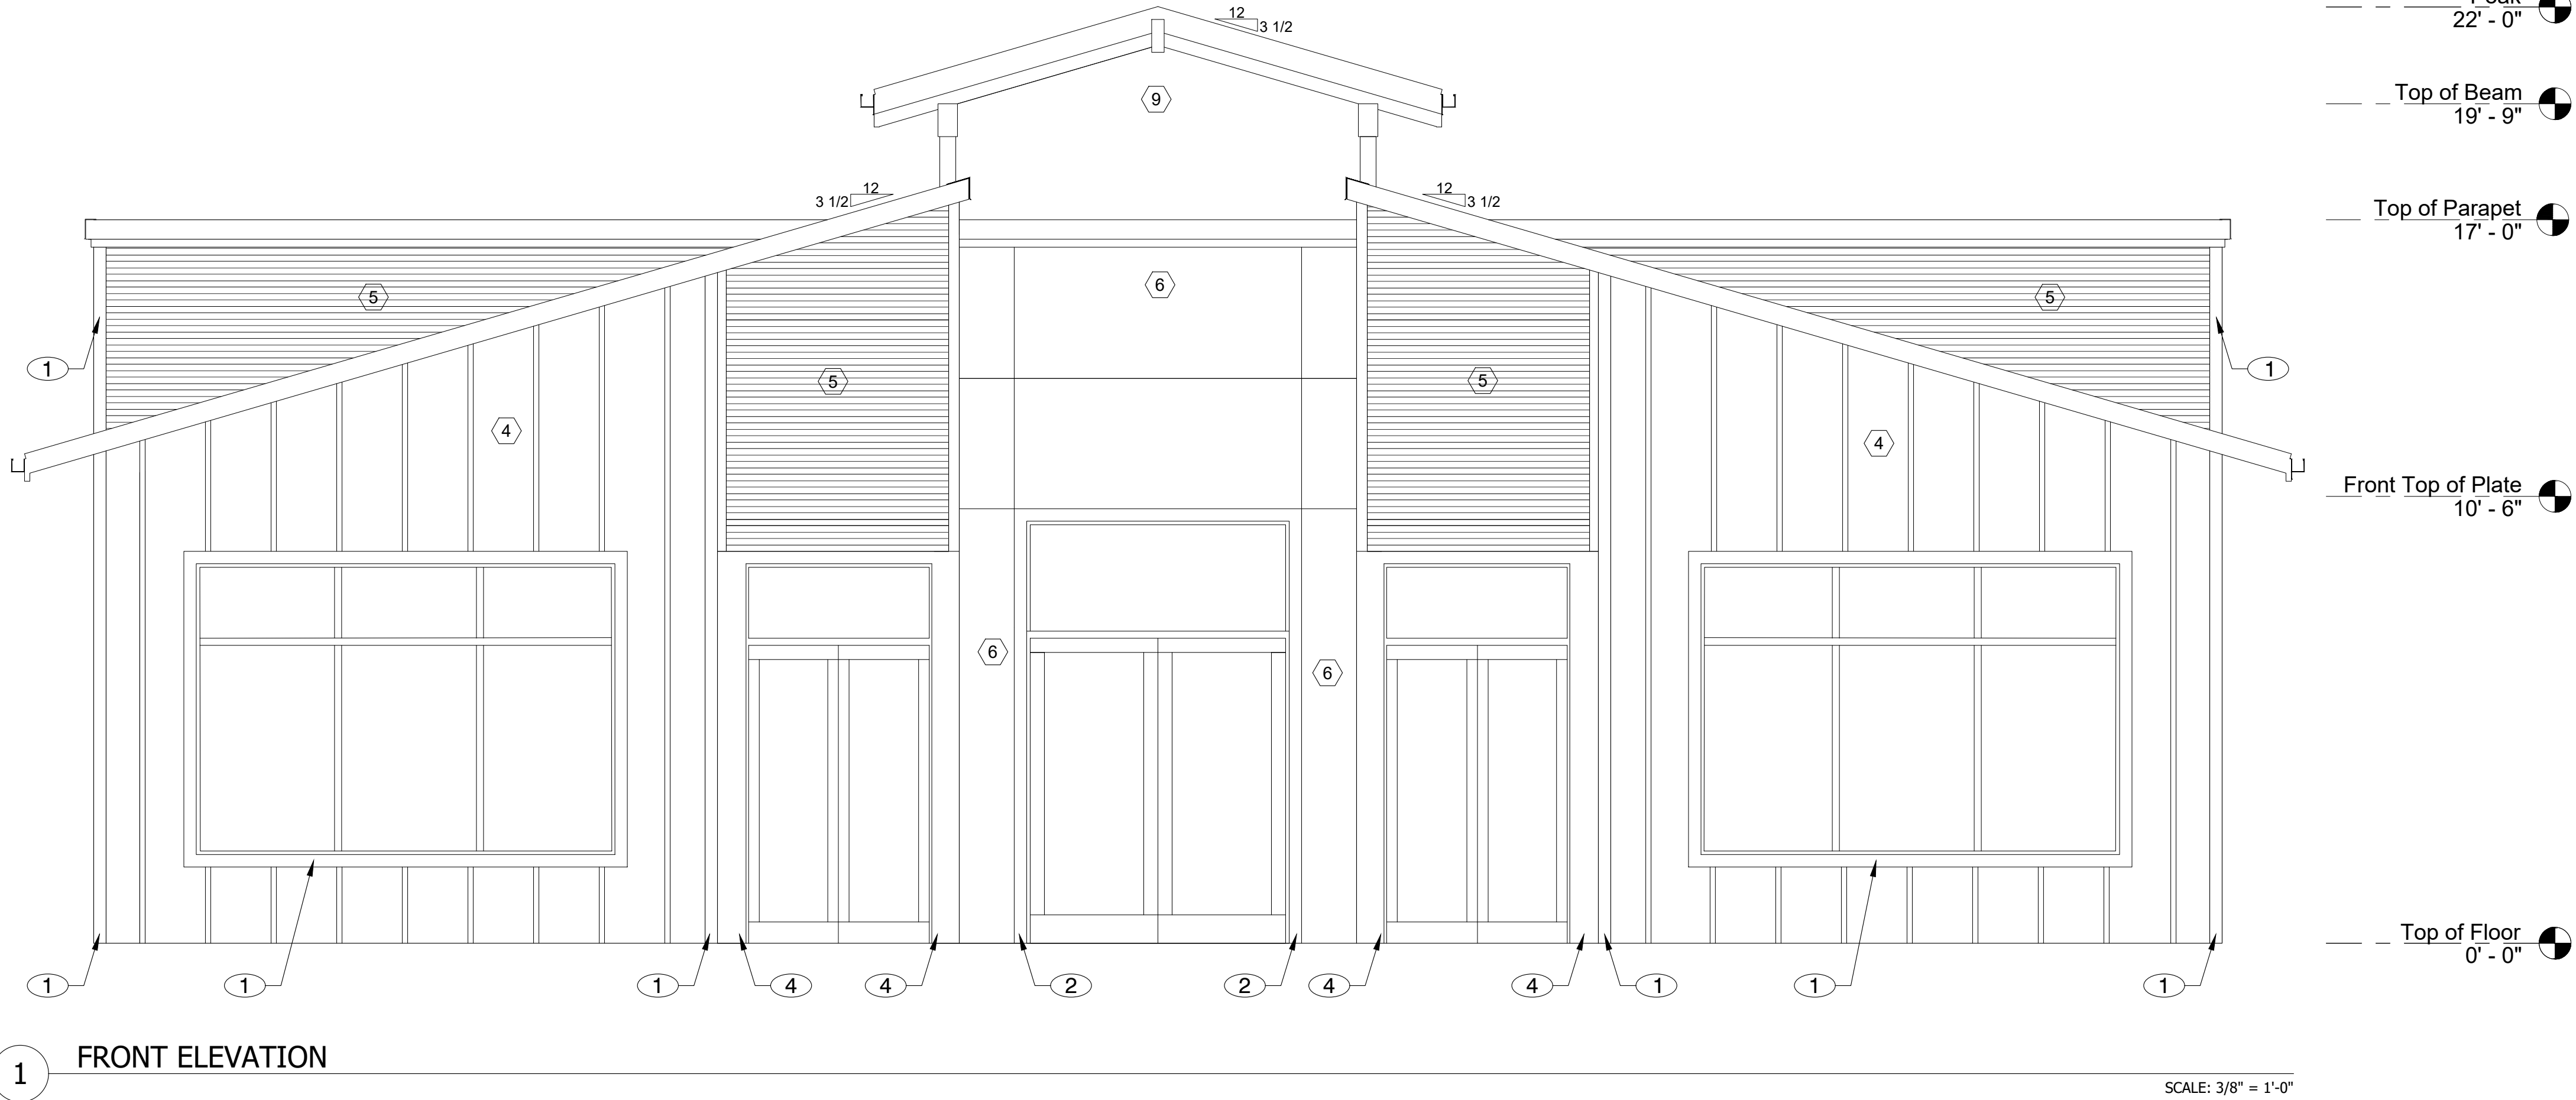 12
3 1/2
Peak
22' - 0"
9
Top of Beam
19' - 9"
12
3 1/2
12
3 1/2
Top of Parapet
17' - 0"
5
6
5
1
5
5
1
4
4
Front Top of Plate
10' - 6"
6
6
Top of Floor
0' - 0"
1
1
1
4
4
2
2
4
4
1
1
1
1
FRONT ELEVATION
SCALE: 3/8" = 1'-0"